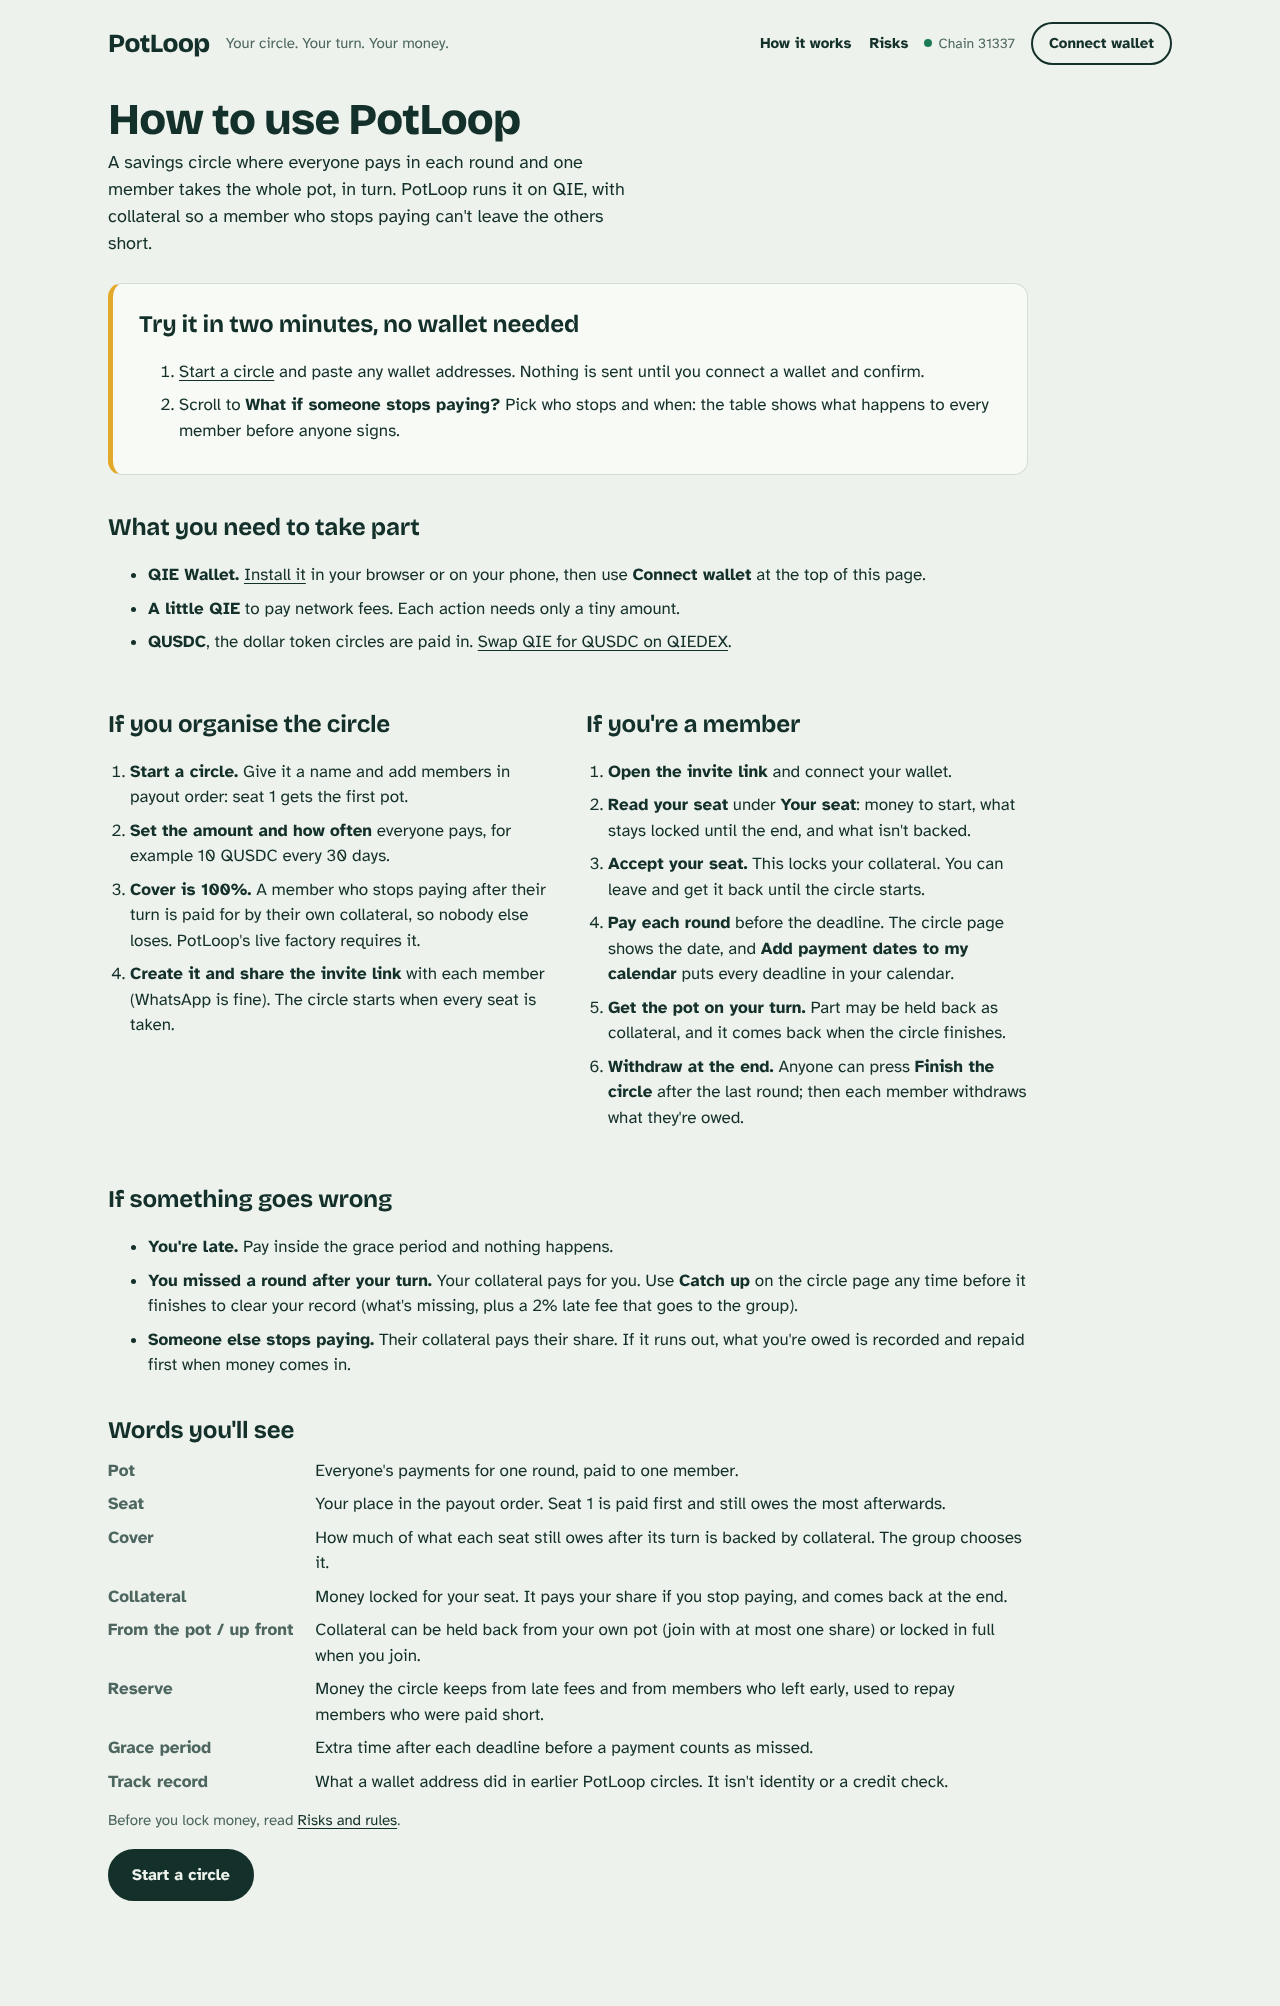 PotLoop
Your circle. Your turn. Your money.
How it works
Risks
Chain 31337
Connect wallet
How to use PotLoop
A savings circle where everyone pays in each round and one
member takes the whole pot, in turn. PotLoop runs it on QIE, with
collateral so a member who stops paying can't leave the others
short.
Try it in two minutes, no wallet needed
1. Start a circle and paste any wallet addresses. Nothing is sent until you connect a wallet and confirm.
2. Scroll to What if someone stops paying? Pick who stops and when: the table shows what happens to every
member before anyone signs.
What you need to take part
• QIE Wallet. Install it in your browser or on your phone, then use Connect wallet at the top of this page.
• A little QIE to pay network fees. Each action needs only a tiny amount.
• QUSDC, the dollar token circles are paid in. Swap QIE for QUSDC on QIEDEX.
If you organise the circle
1. Start a circle. Give it a name and add members in
payout order: seat 1 gets the first pot.
2. Set the amount and how often everyone pays, for
example 10 QUSDC every 30 days.
3. Cover is 100%. A member who stops paying after their
turn is paid for by their own collateral, so nobody else
loses. PotLoop's live factory requires it.
4. Create it and share the invite link with each member
(WhatsApp is fine). The circle starts when every seat is
taken.
If you're a member
1. Open the invite link and connect your wallet.
2. Read your seat under Your seat: money to start, what
stays locked until the end, and what isn't backed.
3. Accept your seat. This locks your collateral. You can
leave and get it back until the circle starts.
4. Pay each round before the deadline. The circle page
shows the date, and Add payment dates to my
calendar puts every deadline in your calendar.
5. Get the pot on your turn. Part may be held back as
collateral, and it comes back when the circle finishes.
6. Withdraw at the end. Anyone can press Finish the
circle after the last round; then each member withdraws
what they're owed.
If something goes wrong
• You're late. Pay inside the grace period and nothing happens.
• You missed a round after your turn. Your collateral pays for you. Use Catch up on the circle page any time before it
finishes to clear your record (what's missing, plus a 2% late fee that goes to the group).
• Someone else stops paying. Their collateral pays their share. If it runs out, what you're owed is recorded and repaid
first when money comes in.
Words you'll see
Pot
Everyone's payments for one round, paid to one member.
Seat
Your place in the payout order. Seat 1 is paid first and still owes the most afterwards.
Cover
How much of what each seat still owes after its turn is backed by collateral. The group chooses
it.
Collateral
Money locked for your seat. It pays your share if you stop paying, and comes back at the end.
From the pot / up front
Collateral can be held back from your own pot (join with at most one share) or locked in full
when you join.
Reserve
Money the circle keeps from late fees and from members who left early, used to repay
members who were paid short.
Grace period
Extra time after each deadline before a payment counts as missed.
Track record
What a wallet address did in earlier PotLoop circles. It isn't identity or a credit check.
Before you lock money, read Risks and rules.
Start a circle